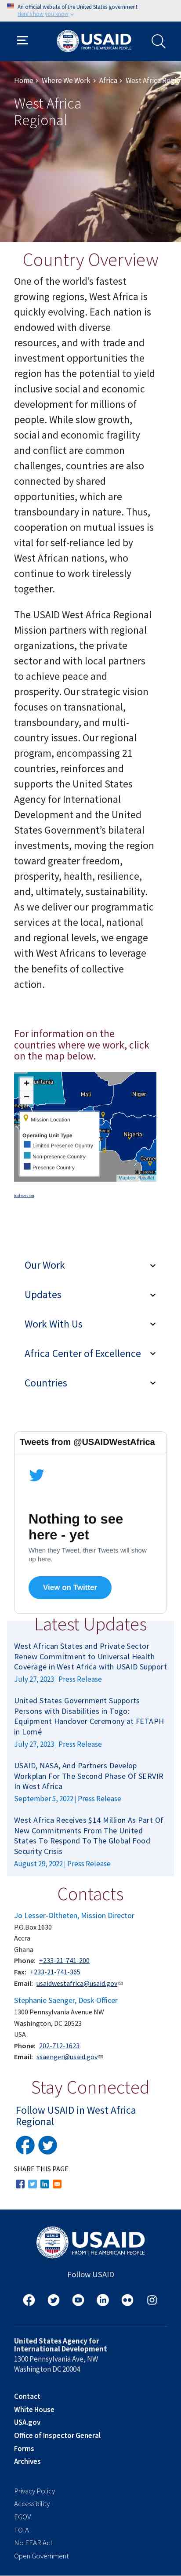 An official website of the United States government
Here's how you know
USAID
FROM THE AMERICAN PEOPLE
Home › Where We Work › Africa › West Africa Regi
West Africa
Regional
Country Overview
One of the world’s fastest
growing regions, West Africa is
quickly evolving. Each nation is
endowed with diverse
resources, and with trade and
investment opportunities the
region has the potential to yield
inclusive social and economic
development for millions of
people. While slow growth,
social and economic fragility
and conflict are common
challenges, countries are also
connected by shared
opportunities, which are
transboundary in nature. Thus,
cooperation on mutual issues is
vital for self-reliance led by
West African nations, who
continue to work tirelessly
together.
The USAID West Africa Regional
Mission partners with regional
organizations, the private
sector and with local partners
to achieve peace and
prosperity. Our strategic vision
focuses on transnational,
transboundary, and multi-
country issues. Our regional
program, encompassing 21
countries, reinforces and
supports the United States
Agency for International
Development and the United
States Government’s bilateral
investments, moving the region
toward greater freedom,
prosperity, health, resilience,
and, ultimately, sustainability.
As we deliver our programmatic
services at the local, national
and regional levels, we engage
with West Africans to leverage
the benefits of collective
action.
For information on the
countries where we work, click
on the map below.
+
−
Mali
Niger
Nigeria
Mission Location
Operating Unit Type
Limited Presence Country
Non-presence Country
Presence Country
Mapbox | Leaflet
text version
Our Work
Updates
Work With Us
Africa Center of Excellence
Countries
Tweets from @USAIDWestAfrica
Nothing to see
here - yet
When they Tweet, their Tweets will show
up here.
View on Twitter
Latest Updates
West African States and Private Sector
Renew Commitment to Universal Health
Coverage in West Africa with USAID Support
July 27, 2023 | Press Release
United States Government Supports
Persons with Disabilities in Togo:
Equipment Handover Ceremony at FETAPH
in Lomé
July 27, 2023 | Press Release
USAID, NASA, And Partners Develop
Workplan For The Second Phase Of SERVIR
In West Africa
September 5, 2022 | Press Release
West Africa Receives $14 Million As Part Of
New Commitments From The United
States To Respond To The Global Food
Security Crisis
August 29, 2022 | Press Release
Contacts
Jo Lesser-Oltheten, Mission Director
P.O.Box 1630
Accra
Ghana
Phone: +233-21-741-200
Fax: +233-21-741-365
Email: usaidwestafrica@usaid.gov
Stephanie Saenger, Desk Officer
1300 Pennsylvania Avenue NW
Washington, DC 20523
USA
Phone: 202-712-1623
Email: ssaenger@usaid.gov
Stay Connected
Follow USAID in West Africa
Regional
SHARE THIS PAGE
USAID
FROM THE AMERICAN PEOPLE
Follow USAID
United States Agency for
International Development
1300 Pennsylvania Ave, NW
Washington DC 20004
Contact
White House
USA.gov
Office of Inspector General
Forms
Archives
Privacy Policy
Accessibility
EGOV
FOIA
No FEAR Act
Open Government